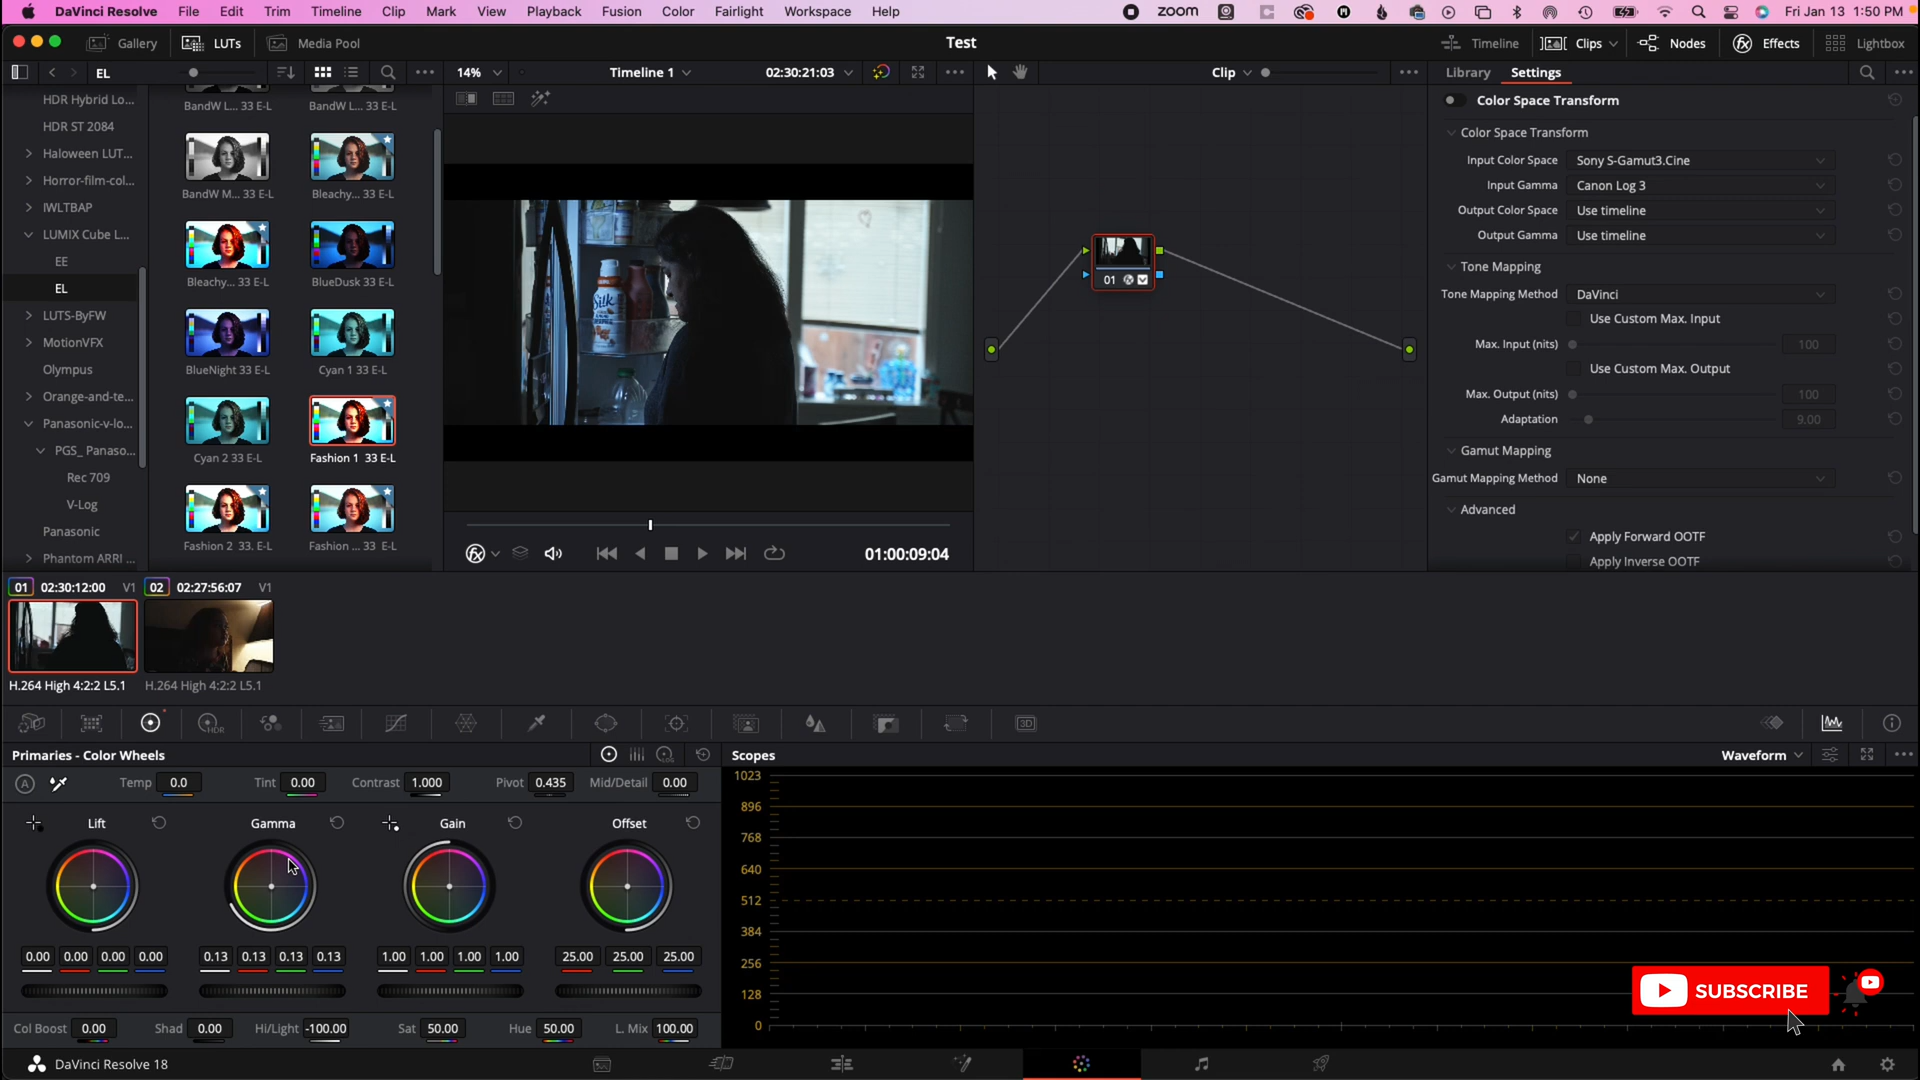 DaVinci Resolve File Edit Trim Timeline Clip Mark View Playback Fusion Color Fairlight Workspace Help zoom Fri Jan 13 1:50 PM
Gallery LUTs Media Pool Test Timeline Clips Nodes Effects Lightbox
EL 14% Timeline 1 02:30:21:03 Clip Library Settings
HDR Hybrid Lo...
HDR ST 2084
Haloween LUT...
Horror-film-col...
IWLTBAP
LUMIX Cube L...
EE
EL
LUTS-ByFW
MotionVFX
Olympus
Orange-and-te...
Panasonic-v-lo...
PGS_ Panaso...
Rec 709
V-Log
Panasonic
Phantom ARRI ...
BandW L... 33 E-L BandW L... 33 E-L
BandW M... 33 E-L Bleachy... 33 E-L
Bleachy... 33 E-L BlueDusk 33 E-L
BlueNight 33 E-L Cyan 1 33 E-L
Cyan 2 33 E-L Fashion 1 33 E-L
Fashion 2 33. E-L Fashion ... 33 E-L
Silk
01:00:09:04
01
Color Space Transform
Color Space Transform
Input Color Space Sony S-Gamut3.Cine
Input Gamma Canon Log 3
Output Color Space Use timeline
Output Gamma Use timeline
Tone Mapping
Tone Mapping Method DaVinci
Use Custom Max. Input
Max. Input (nits) 100
Use Custom Max. Output
Max. Output (nits) 100
Adaptation 9.00
Gamut Mapping
Gamut Mapping Method None
Advanced
Apply Forward OOTF
Apply Inverse OOTF
01 02:30:12:00 V1 02 02:27:56:07 V1
H.264 High 4:2:2 L5.1 H.264 High 4:2:2 L5.1
HDR 3D
Primaries - Color Wheels LOG
A Temp 0.0 Tint 0.00 Contrast 1.000 Pivot 0.435 Mid/Detail 0.00
Lift Gamma Gain Offset
0.00 0.00 0.00 0.00 0.13 0.13 0.13 0.13 1.00 1.00 1.00 1.00 25.00 25.00 25.00
Col Boost 0.00 Shad 0.00 Hi/Light -100.00 Sat 50.00 Hue 50.00 L. Mix 100.00
Scopes Waveform
1023
896
768
640
512
384
256
128
0
SUBSCRIBE
DaVinci Resolve 18